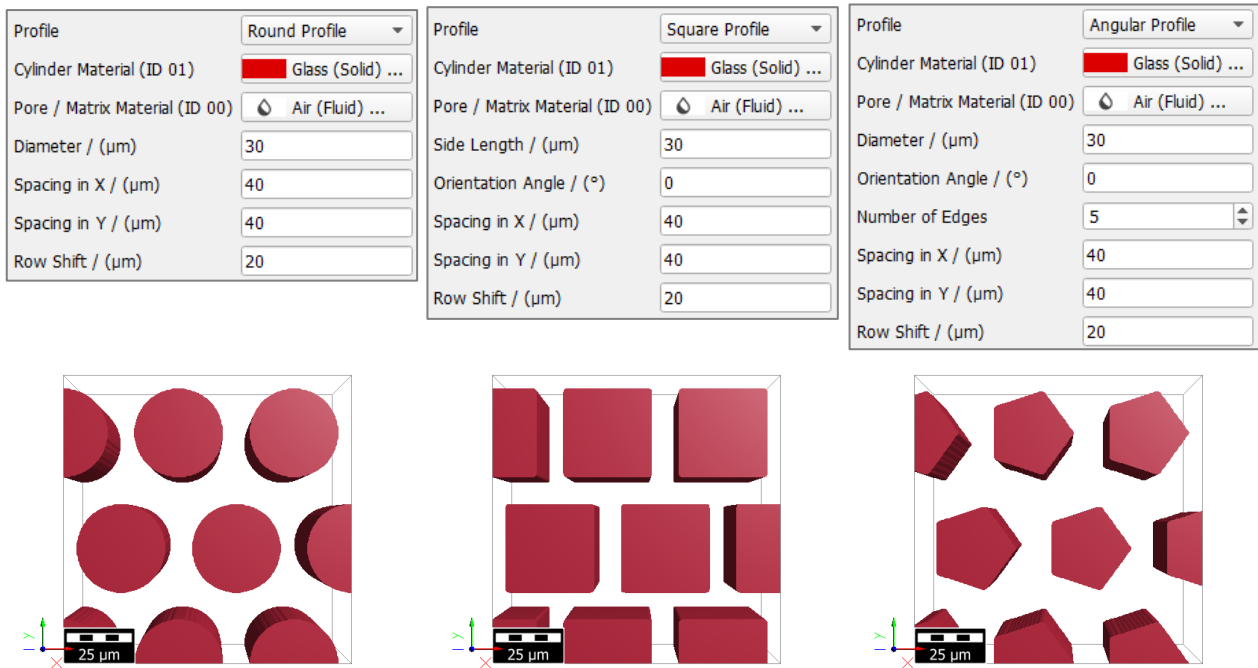 Profile Round Profile
Cylinder Material (ID 01) Glass (Solid) ...
Pore / Matrix Material (ID 00) Air (Fluid) ...
Diameter / (µm) 30
Spacing in X / (µm) 40
Spacing in Y / (µm) 40
Row Shift / (µm) 20
Profile Square Profile
Cylinder Material (ID 01) Glass (Solid) ...
Pore / Matrix Material (ID 00) Air (Fluid) ...
Side Length / (µm) 30
Orientation Angle / (°) 0
Spacing in X / (µm) 40
Spacing in Y / (µm) 40
Row Shift / (µm) 20
Profile Angular Profile
Cylinder Material (ID 01) Glass (Solid) ...
Pore / Matrix Material (ID 00) Air (Fluid) ...
Diameter / (µm) 30
Orientation Angle / (°) 0
Number of Edges 5
Spacing in X / (µm) 40
Spacing in Y / (µm) 40
Row Shift / (µm) 20
Y
X
25 µm
Y
X
25 µm
Y
X
25 µm